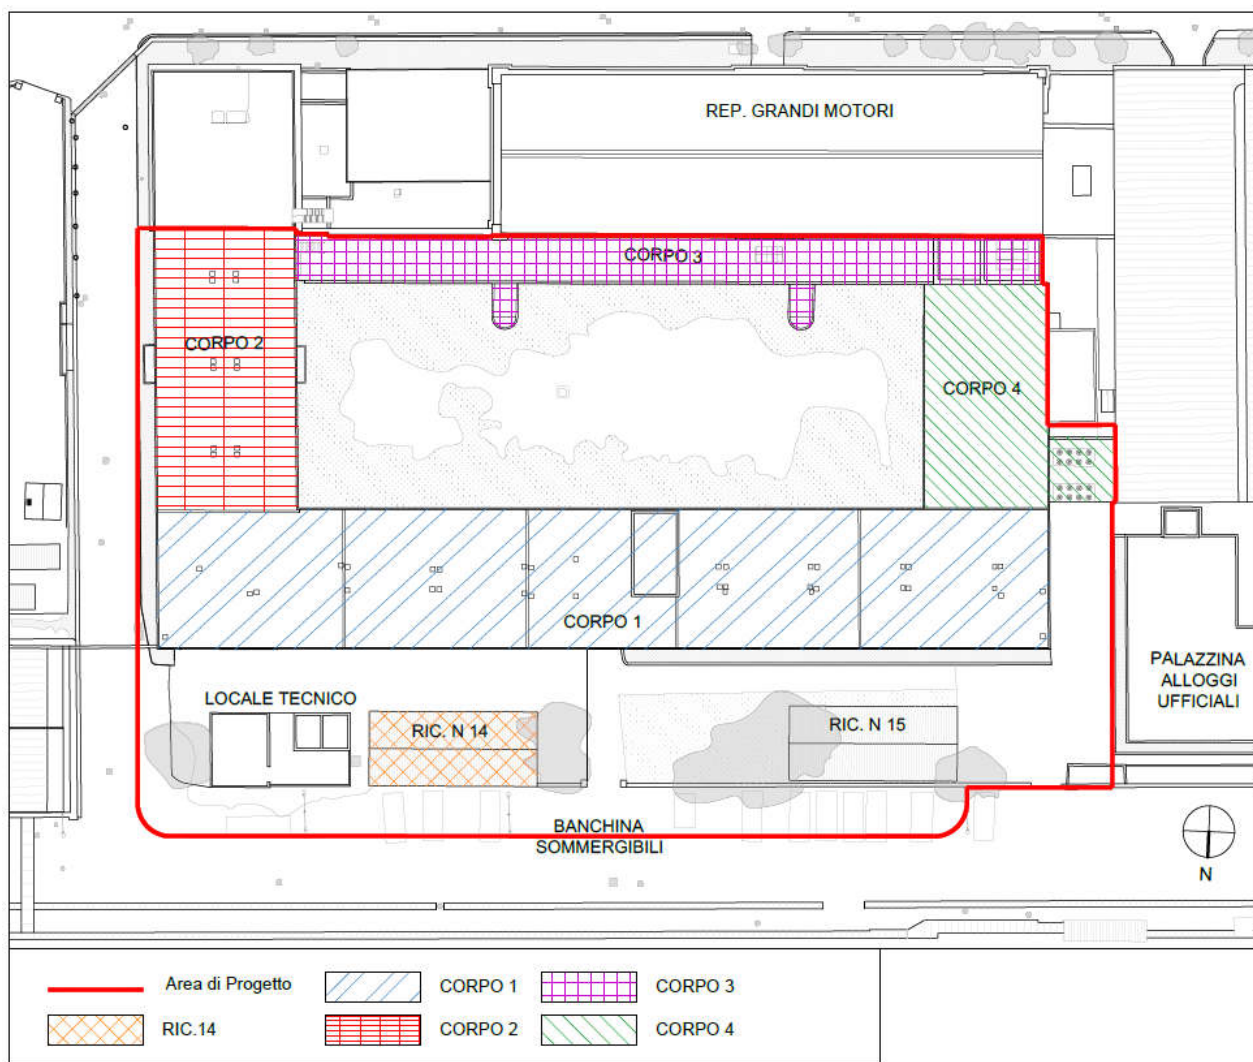 REP. GRANDI MOTORI
CORPO 3
CORPO 2
CORPO 4
CORPO 1
PALAZZINA
ALLOGGI
UFFICIALI
LOCALE TECNICO
RIC. N 14
RIC. N 15
BANCHINA
SOMMERGIBILI
N
Area di Progetto
CORPO 1
CORPO 3
RIC.14
CORPO 2
CORPO 4